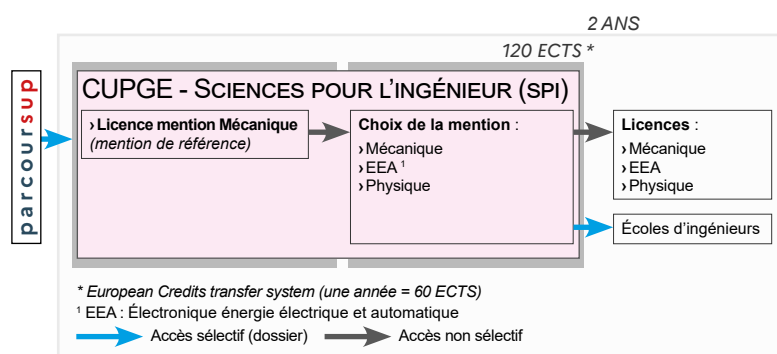 2 ANS
120 ECTS *
parcoursup
CUPGE - SCIENCES POUR L'INGÉNIEUR (SPI)
› Licence mention Mécanique
(mention de référence)
Choix de la mention :
› Mécanique
› EEA ¹
› Physique
Licences :
› Mécanique
› EEA
› Physique
Écoles d'ingénieurs
* European Credits transfer system (une année = 60 ECTS)
¹ EEA : Électronique énergie électrique et automatique
Accès sélectif (dossier)
Accès non sélectif